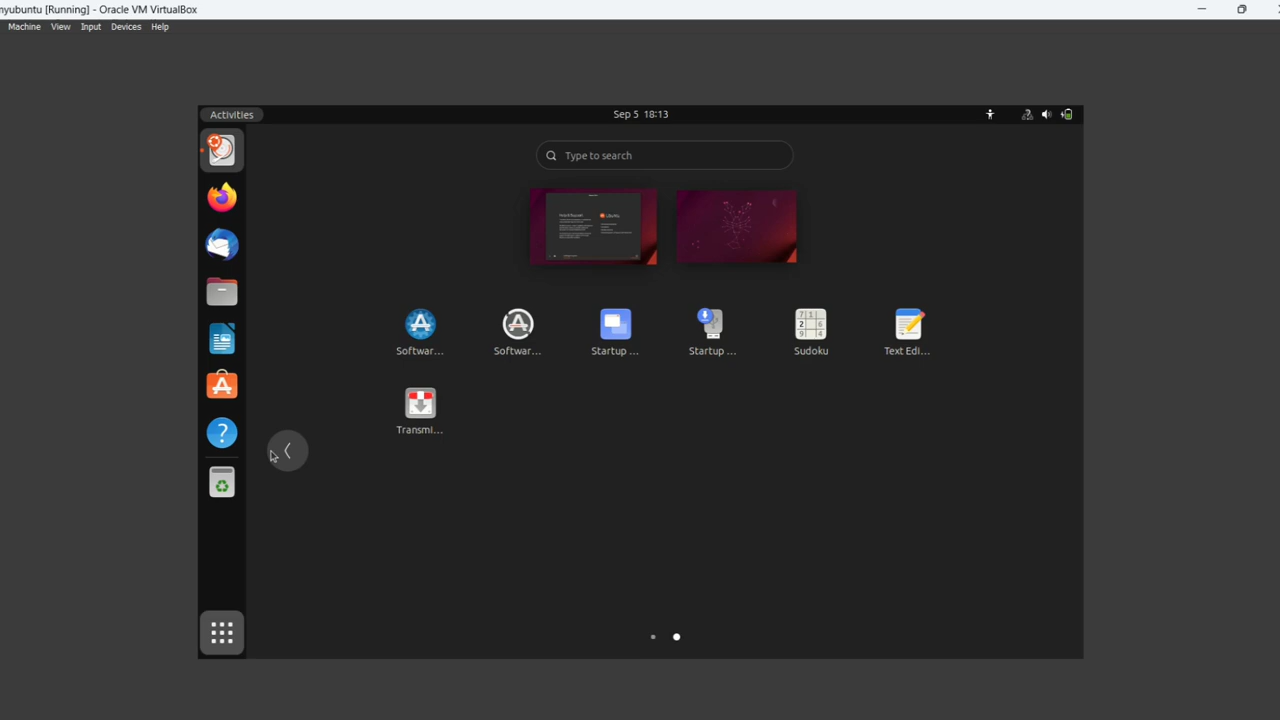 nyubuntu [Running] - Oracle VM VirtualBox
Machine View Input Devices Help
Activities
Sep 5 18:13
Type to search
Ubuntu
Softwar... Softwar... Startup ... Startup ... Sudoku Text Edi...
Transmi...